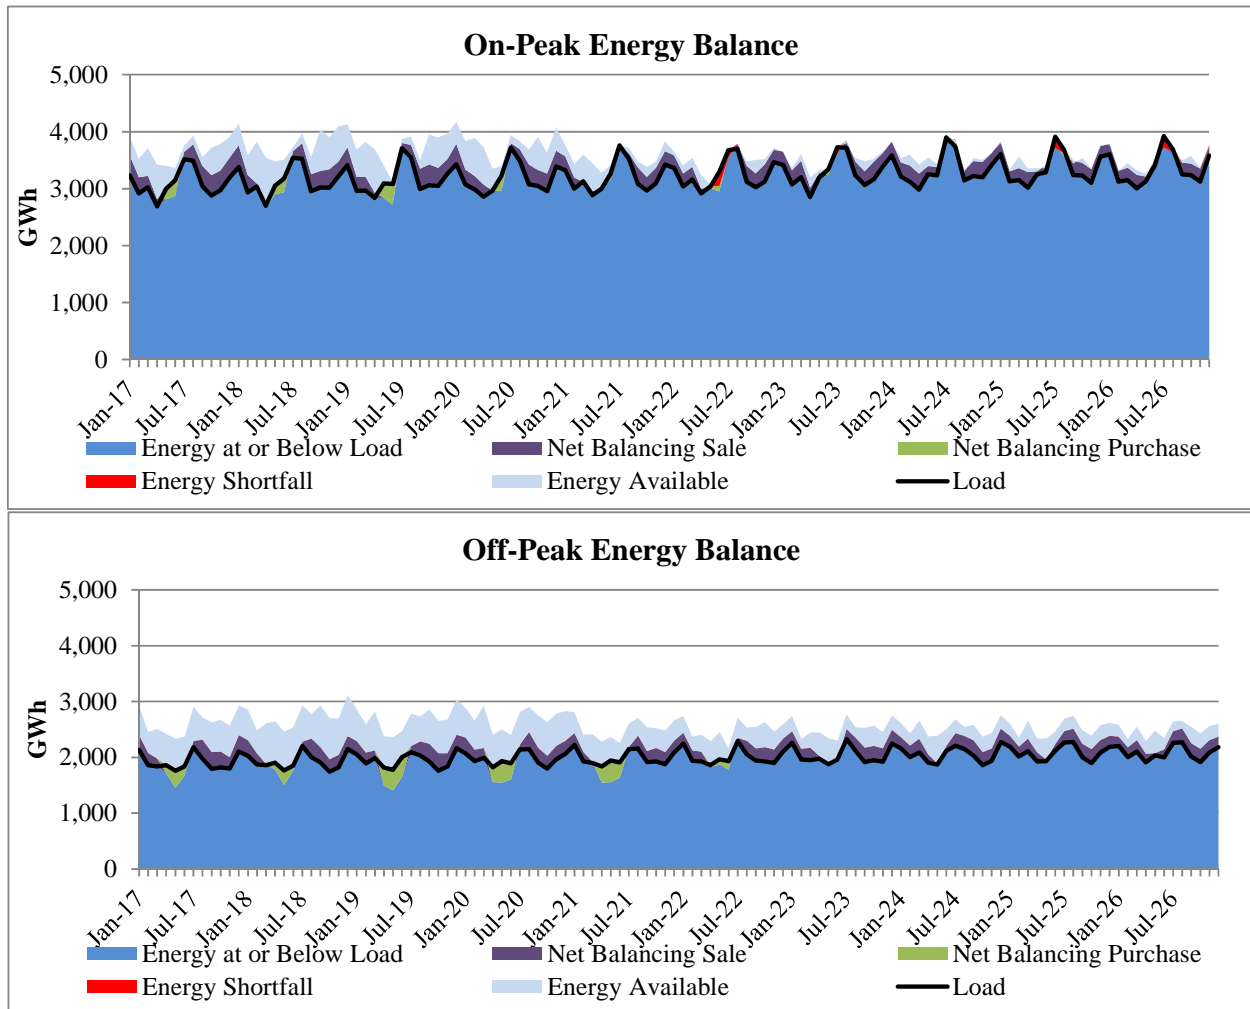 On-Peak Energy Balance
5,000
4,000
3,000
2,000
1,000
0
GWh
Jan-17
Jul-17
Jan-18
Jul-18
Jan-19
Jul-19
Jan-20
Jul-20
Jan-21
Jul-21
Jan-22
Jul-22
Jan-23
Jul-23
Jan-24
Jul-24
Jan-25
Jul-25
Jan-26
Jul-26
Energy at or Below Load
Net Balancing Sale
Net Balancing Purchase
Energy Shortfall
Energy Available
Load
Off-Peak Energy Balance
5,000
4,000
3,000
2,000
1,000
0
GWh
Jan-17
Jul-17
Jan-18
Jul-18
Jan-19
Jul-19
Jan-20
Jul-20
Jan-21
Jul-21
Jan-22
Jul-22
Jan-23
Jul-23
Jan-24
Jul-24
Jan-25
Jul-25
Jan-26
Jul-26
Energy at or Below Load
Net Balancing Sale
Net Balancing Purchase
Energy Shortfall
Energy Available
Load